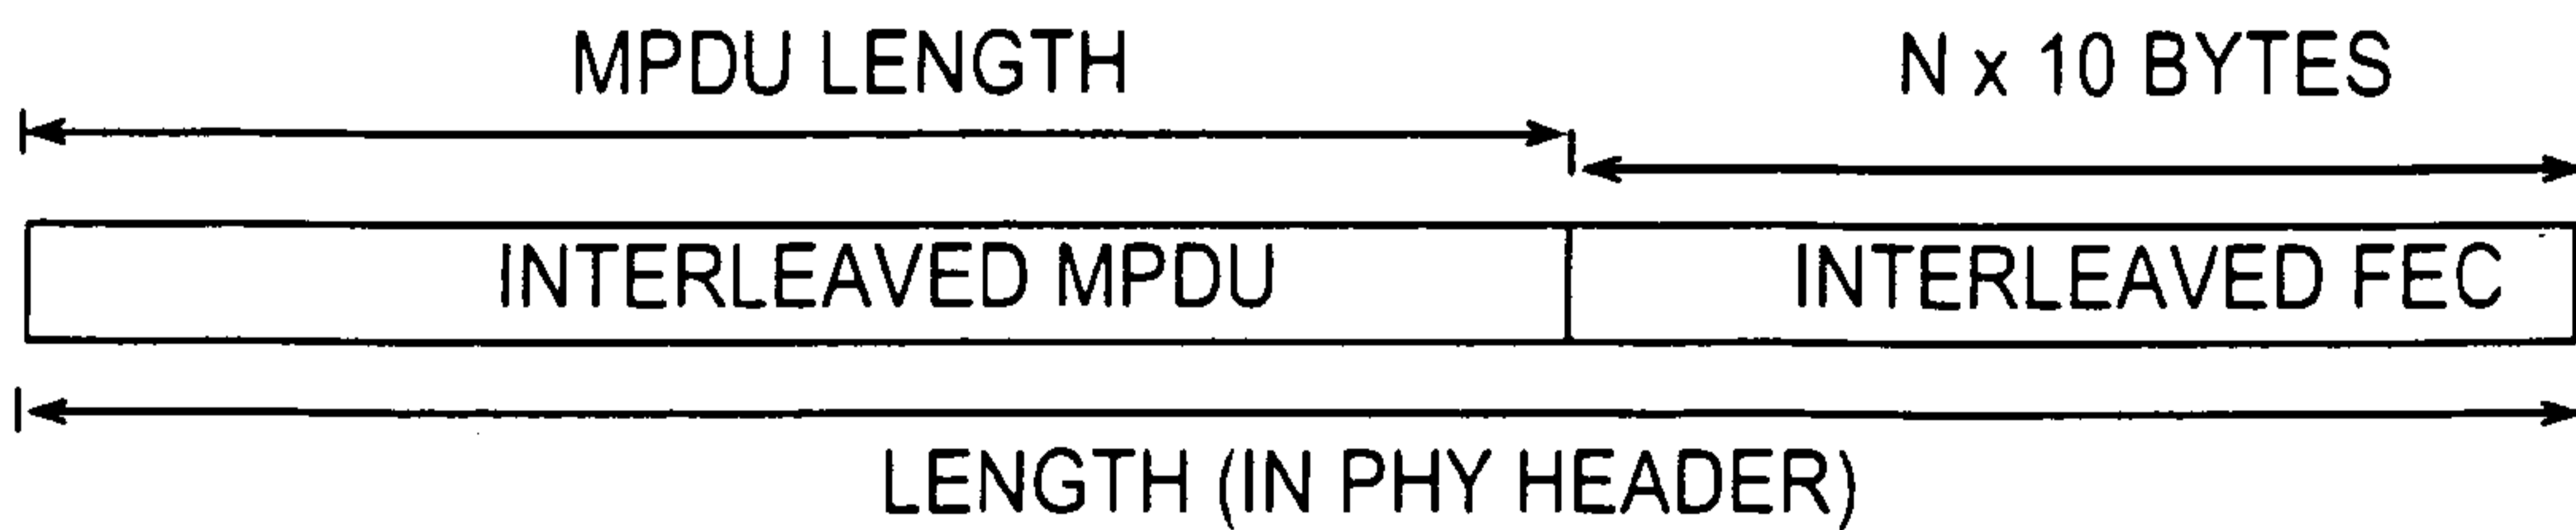 MPDU LENGTH
N x 10 BYTES
INTERLEAVED MPDU
INTERLEAVED FEC
LENGTH (IN PHY HEADER)